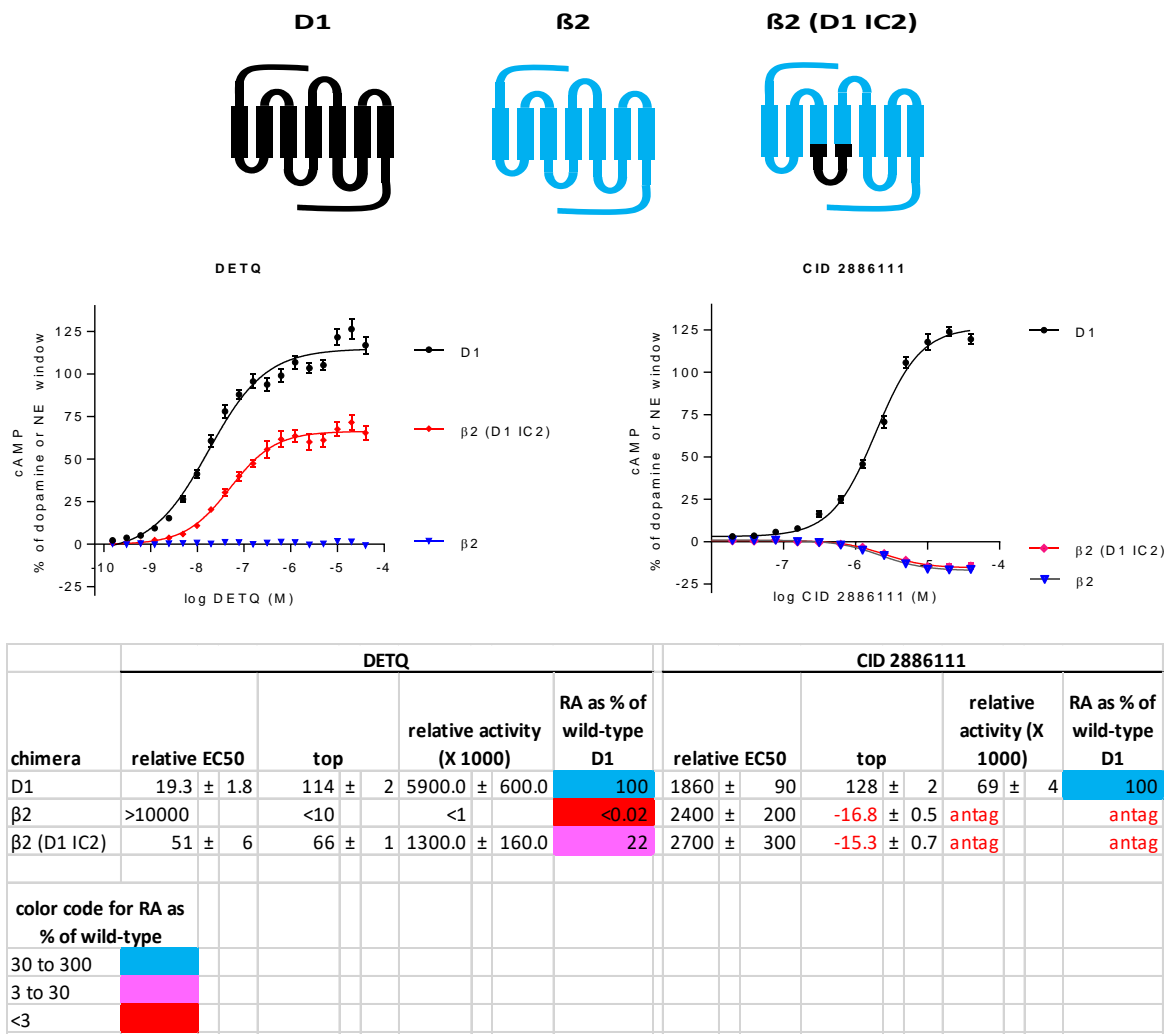 D1
ß2
ß2 (D1 IC2)
DETQ
cAMP
% of dopamine or NE window
125
100
75
50
25
0
-25
-10 -9 -8 -7 -6 -5 -4
log DETQ (M)
D1
β2 (D1 IC2)
β2
CID 2886111
cAMP
% of dopamine or NE window
125
100
75
50
25
0
-25
-7 -6 -5 -4
log CID 2886111 (M)
D1
β2 (D1 IC2)
β2
DETQ CID 2886111
chimera relative EC50 top relative activity (X 1000) RA as % of wild-type D1 relative EC50 top relative activity (X 1000) RA as % of wild-type D1
D1 19.3 ± 1.8 114 ± 2 5900.0 ± 600.0 100 1860 ± 90 128 ± 2 69 ± 4 100
β2 >10000 <10 <1 <0.02 2400 ± 200 -16.8 ± 0.5 antag antag
β2 (D1 IC2) 51 ± 6 66 ± 1 1300.0 ± 160.0 22 2700 ± 300 -15.3 ± 0.7 antag antag
color code for RA as
% of wild-type
30 to 300
3 to 30
<3